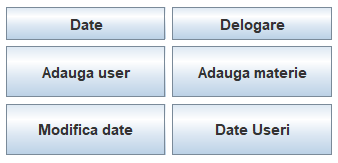 Date
Delogare
Adauga user
Adauga materie
Modifica date
Date Useri